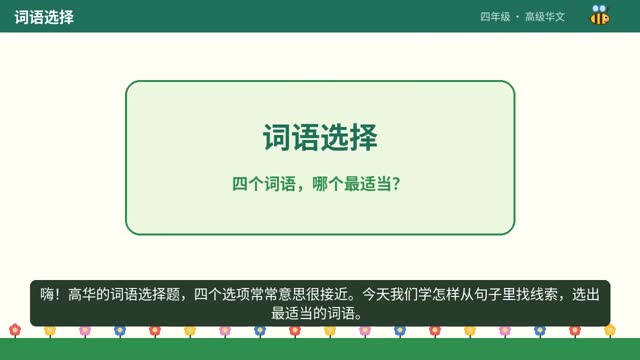 词语选择
四年级 · 高级华文
词语选择
四个词语，哪个最适当？
嗨！高华的词语选择题，四个选项常常意思很接近。今天我们学怎样从句子里找线索，选出
最适当的词语。